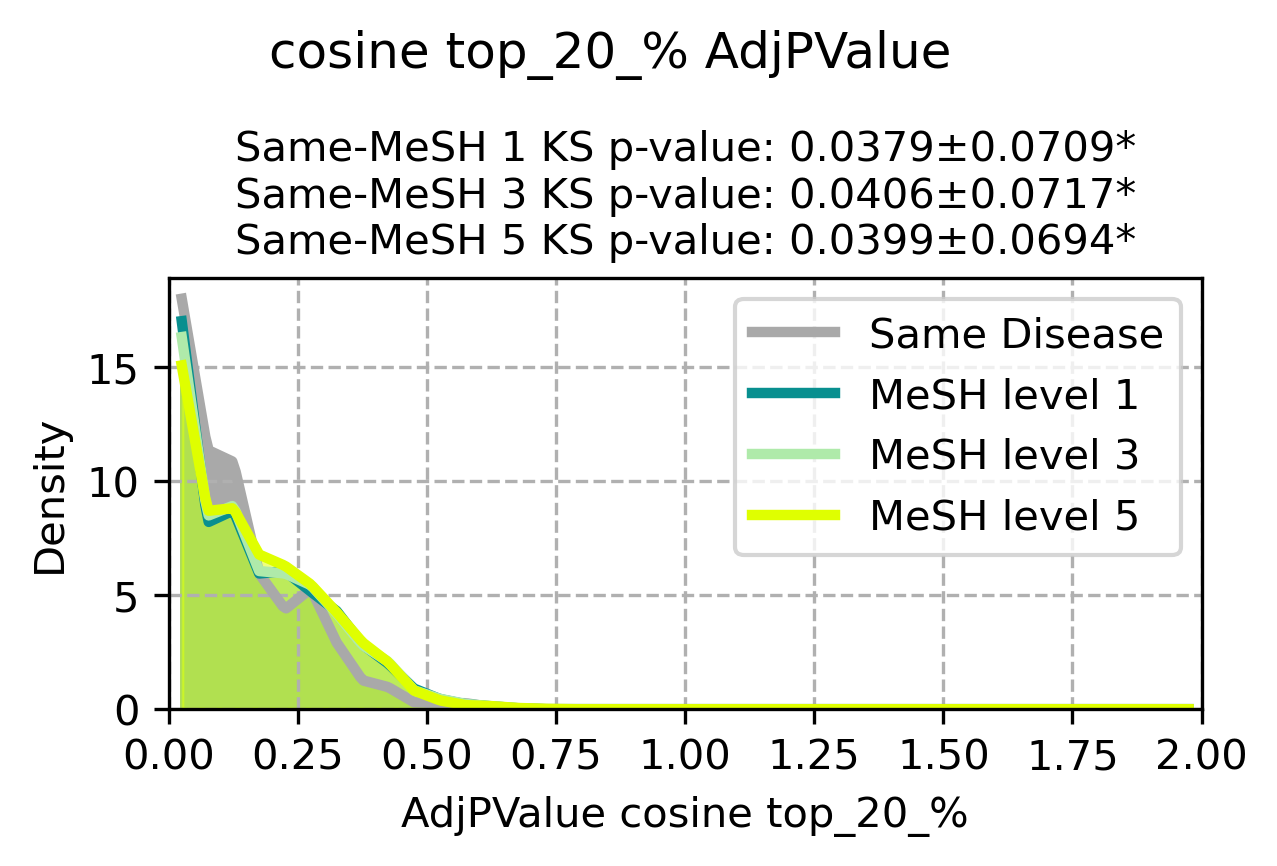 cosine top_20_% AdjPValue
Same-MeSH 1 KS p-value: 0.0379±0.0709*
Same-MeSH 3 KS p-value: 0.0406±0.0717*
Same-MeSH 5 KS p-value: 0.0399±0.0694*
Same Disease
MeSH level 1
MeSH level 3
MeSH level 5
Density
15
10
5
0
0.00 0.25 0.50 0.75 1.00 1.25 1.50 1.75 2.00
AdjPValue cosine top_20_%